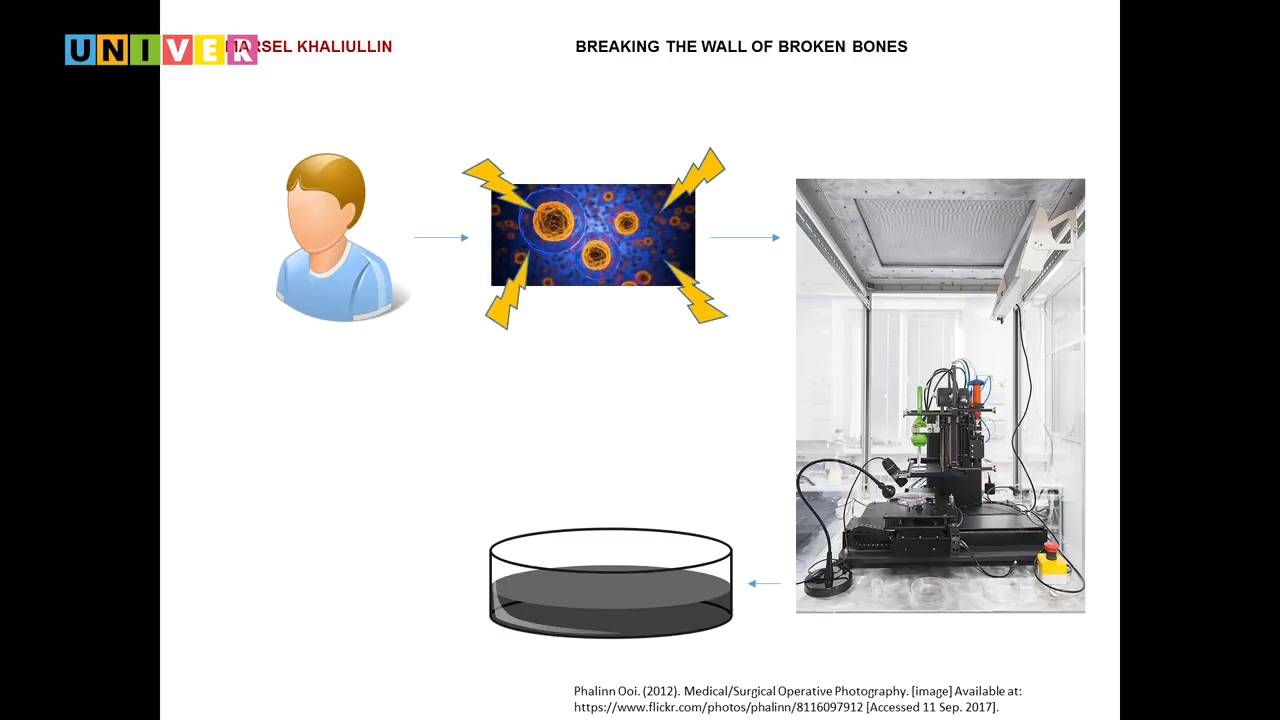 UNIVER
MARSEL KHALIULLIN
BREAKING THE WALL OF BROKEN BONES
Phalinn Ooi. (2012). Medical/Surgical Operative Photography. [image] Available at:
https://www.flickr.com/photos/phalinn/8116097912 [Accessed 11 Sep. 2017].